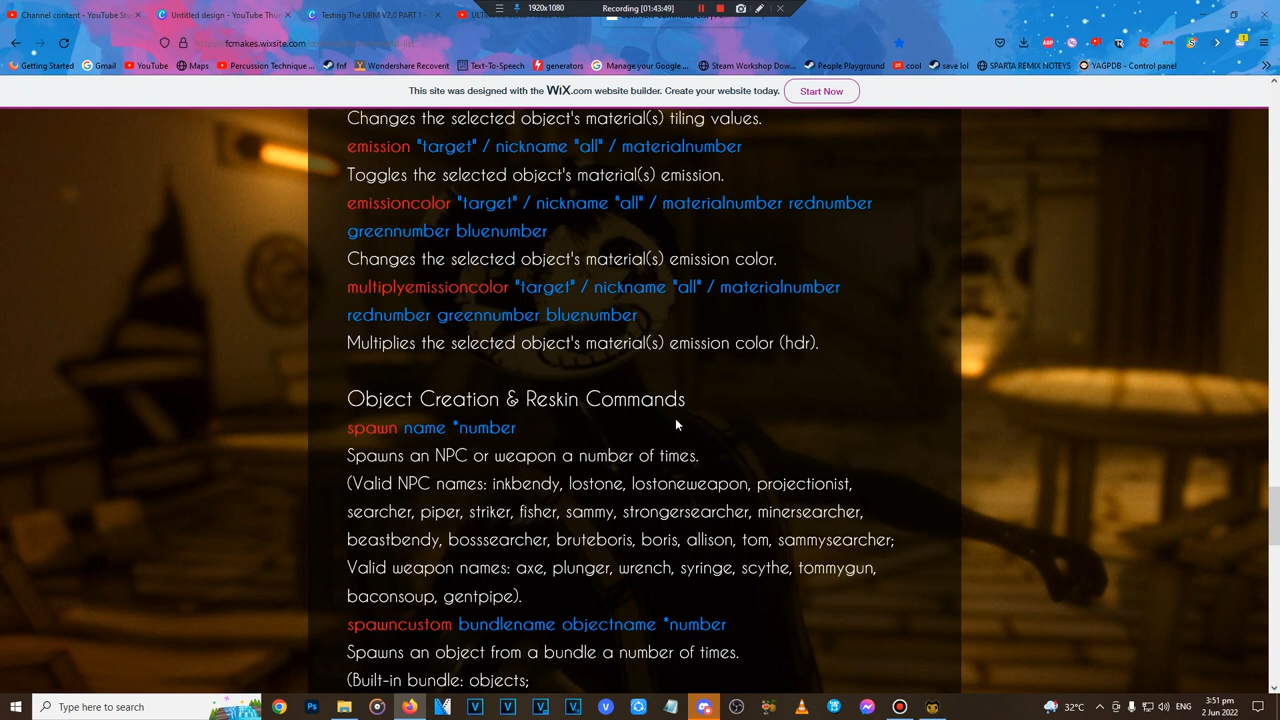 1920x1080
Recording [01:43:49]
Channel content - YouTube St
Untitled design - YouTube Thu
Testing The UBM V2.0 PART 1 -
fcmakes.wixsite.com
Getting Started
Gmail
YouTube
Maps
Percussion Technique ...
fnf
Wondershare Recoverit
Text-To-Speech
generators
Manage your Google ...
Steam Workshop Dow...
People Playground
cool
save lol
SPARTA REMIX NOTEYS
YAGPDB - Control panel
This site was designed with the WiX.com website builder. Create your website today.
Start Now
Changes the selected object's material(s) tiling values.
emission "target" / nickname "all" / materialnumber
Toggles the selected object's material(s) emission.
emissioncolor "target" / nickname "all" / materialnumber rednumber
greennumber bluenumber
Changes the selected object's material(s) emission color.
multiplyemissioncolor "target" / nickname "all" / materialnumber
rednumber greennumber bluenumber
Multiplies the selected object's material(s) emission color (hdr).
Object Creation & Reskin Commands
spawn name *number
Spawns an NPC or weapon a number of times.
(Valid NPC names: inkbendy, lostone, lostoneweapon, projectionist,
searcher, piper, striker, fisher, sammy, strongersearcher, minersearcher,
beastbendy, bosssearcher, bruteboris, boris, allison, tom, sammysearcher;
Valid weapon names: axe, plunger, wrench, syringe, scythe, tommygun,
baconsoup, gentpipe).
spawncustom bundlename objectname *number
Spawns an object from a bundle a number of times.
(Built-in bundle: objects;
Type here to search
32°C
ENG
3:51 pm
2 Jun 2022